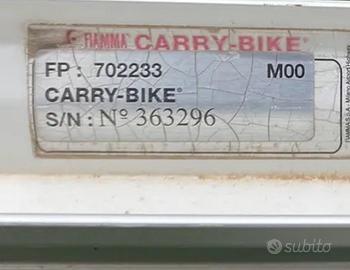 FIAMMA® CARRY-BIKE®
FP : 702233 M00
CARRY-BIKE®
S/N : Nº 363296
subito